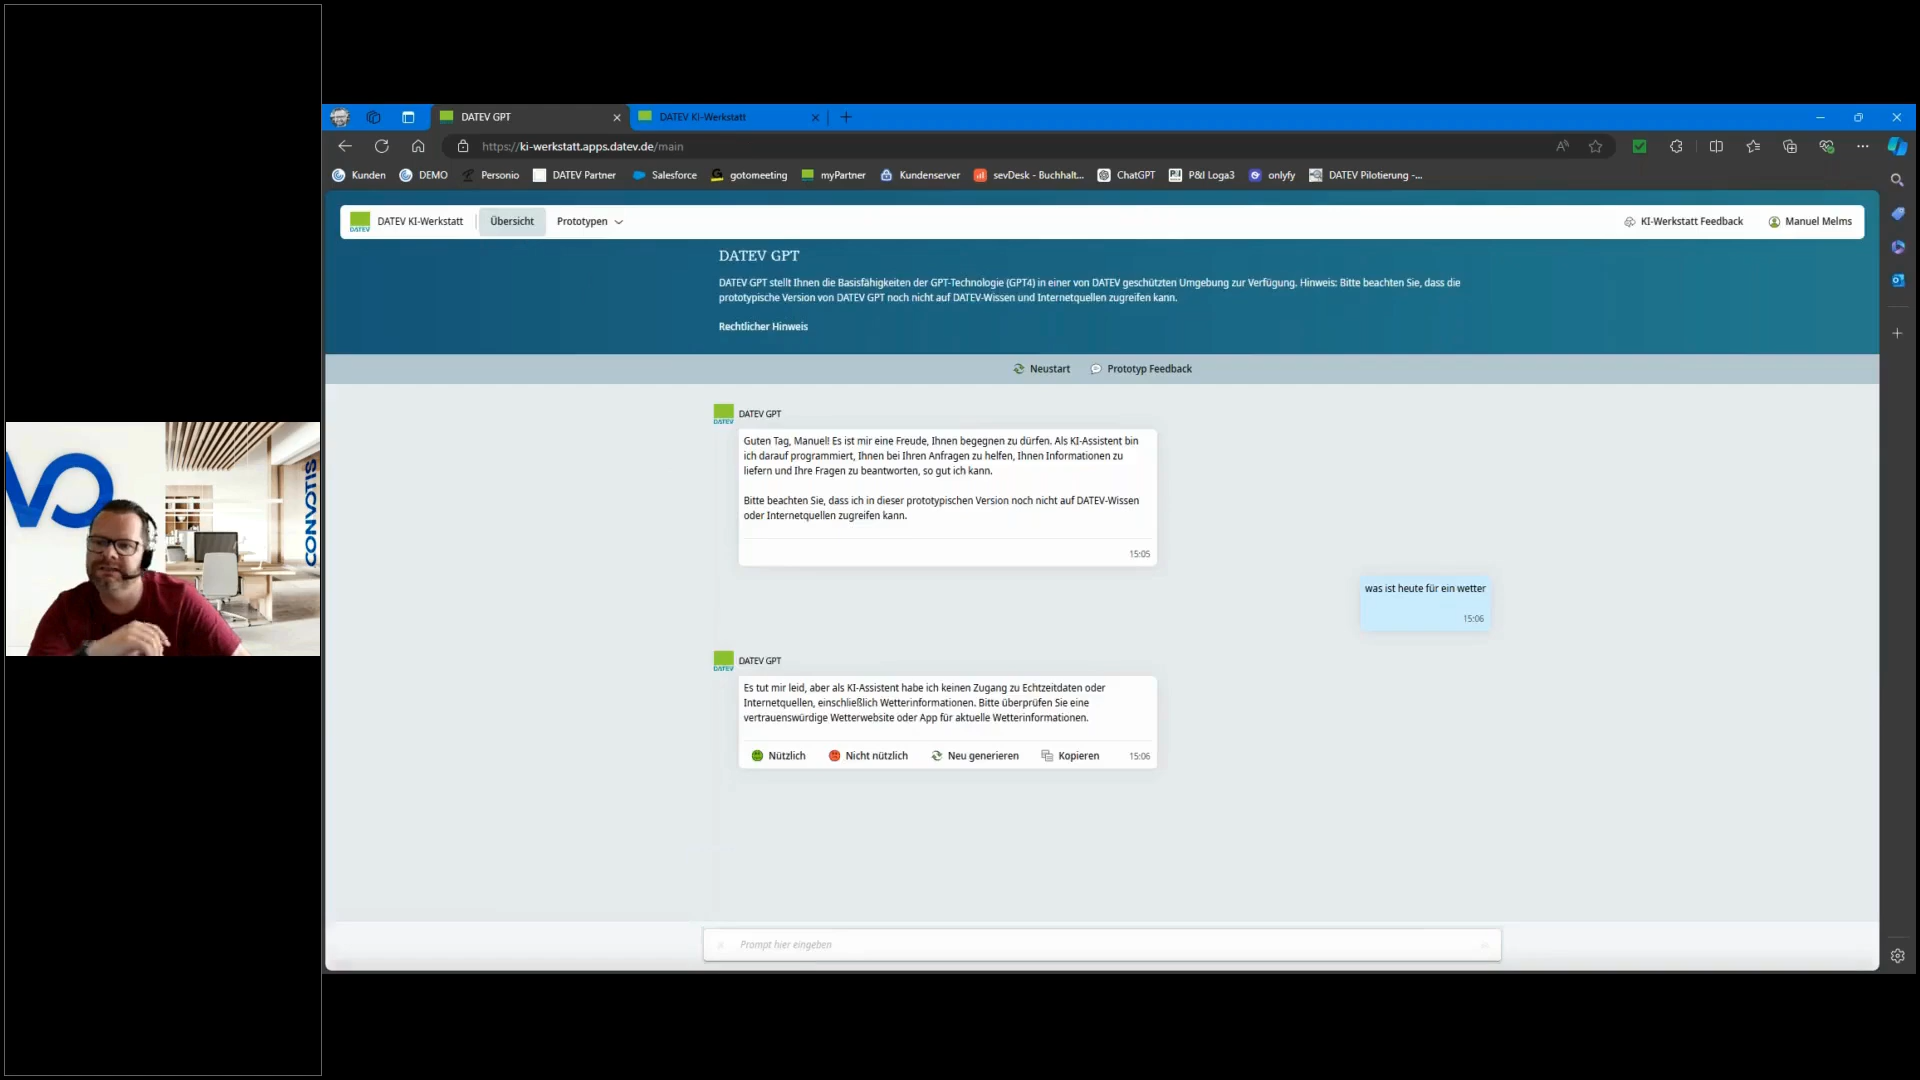 DATEV GPT
DATEV KI-Werkstatt
https://ki-werkstatt.apps.datev.de/main
Kunden
DEMO
Personio
DATEV Partner
Salesforce
gotomeeting
myPartner
Kundenserver
sevDesk - Buchhalt...
ChatGPT
P&I Loga3
onlyfy
DATEV Pilotierung -...
DATEV
DATEV KI-Werkstatt
Übersicht
Prototypen
KI-Werkstatt Feedback
Manuel Melms
DATEV GPT
DATEV GPT stellt Ihnen die Basisfähigkeiten der GPT-Technologie (GPT4) in einer von DATEV geschützten Umgebung zur Verfügung. Hinweis: Bitte beachten Sie, dass die
prototypische Version von DATEV GPT noch nicht auf DATEV-Wissen und Internetquellen zugreifen kann.
Rechtlicher Hinweis
Neustart
Prototyp Feedback
DATEV
DATEV GPT
Guten Tag, Manuel! Es ist mir eine Freude, Ihnen begegnen zu dürfen. Als KI-Assistent bin
ich darauf programmiert, Ihnen bei Ihren Anfragen zu helfen, Ihnen Informationen zu
liefern und Ihre Fragen zu beantworten, so gut ich kann.
Bitte beachten Sie, dass ich in dieser prototypischen Version noch nicht auf DATEV-Wissen
oder Internetquellen zugreifen kann.
15:05
was ist heute für ein wetter
15:06
DATEV
DATEV GPT
Es tut mir leid, aber als KI-Assistent habe ich keinen Zugang zu Echtzeitdaten oder
Internetquellen, einschließlich Wetterinformationen. Bitte überprüfen Sie eine
vertrauenswürdige Wetterwebsite oder App für aktuelle Wetterinformationen.
Nützlich
Nicht nützlich
Neu generieren
Kopieren
15:06
Prompt hier eingeben
VO
CONVOTIS